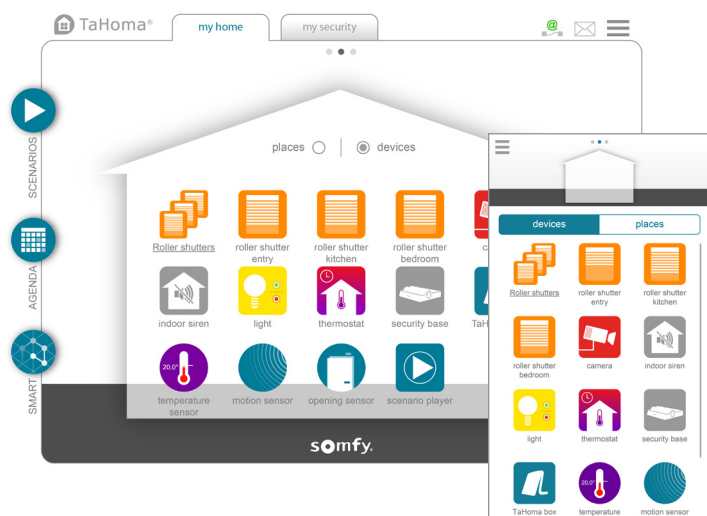 TaHoma®
my home
my security
@
places
devices
SCENARIOS
AGENDA
SMART
Roller shutters
roller shutter
entry
roller shutter
kitchen
roller shutter
bedroom
indoor siren
light
thermostat
security base
20,0°
temperature
sensor
motion sensor
opening sensor
scenario player
somfy.
devices
places
Roller shutters
roller shutter
entry
roller shutter
kitchen
roller shutter
bedroom
camera
indoor siren
light
thermostat
security base
20,0°
TaHoma box
temperature
motion sensor